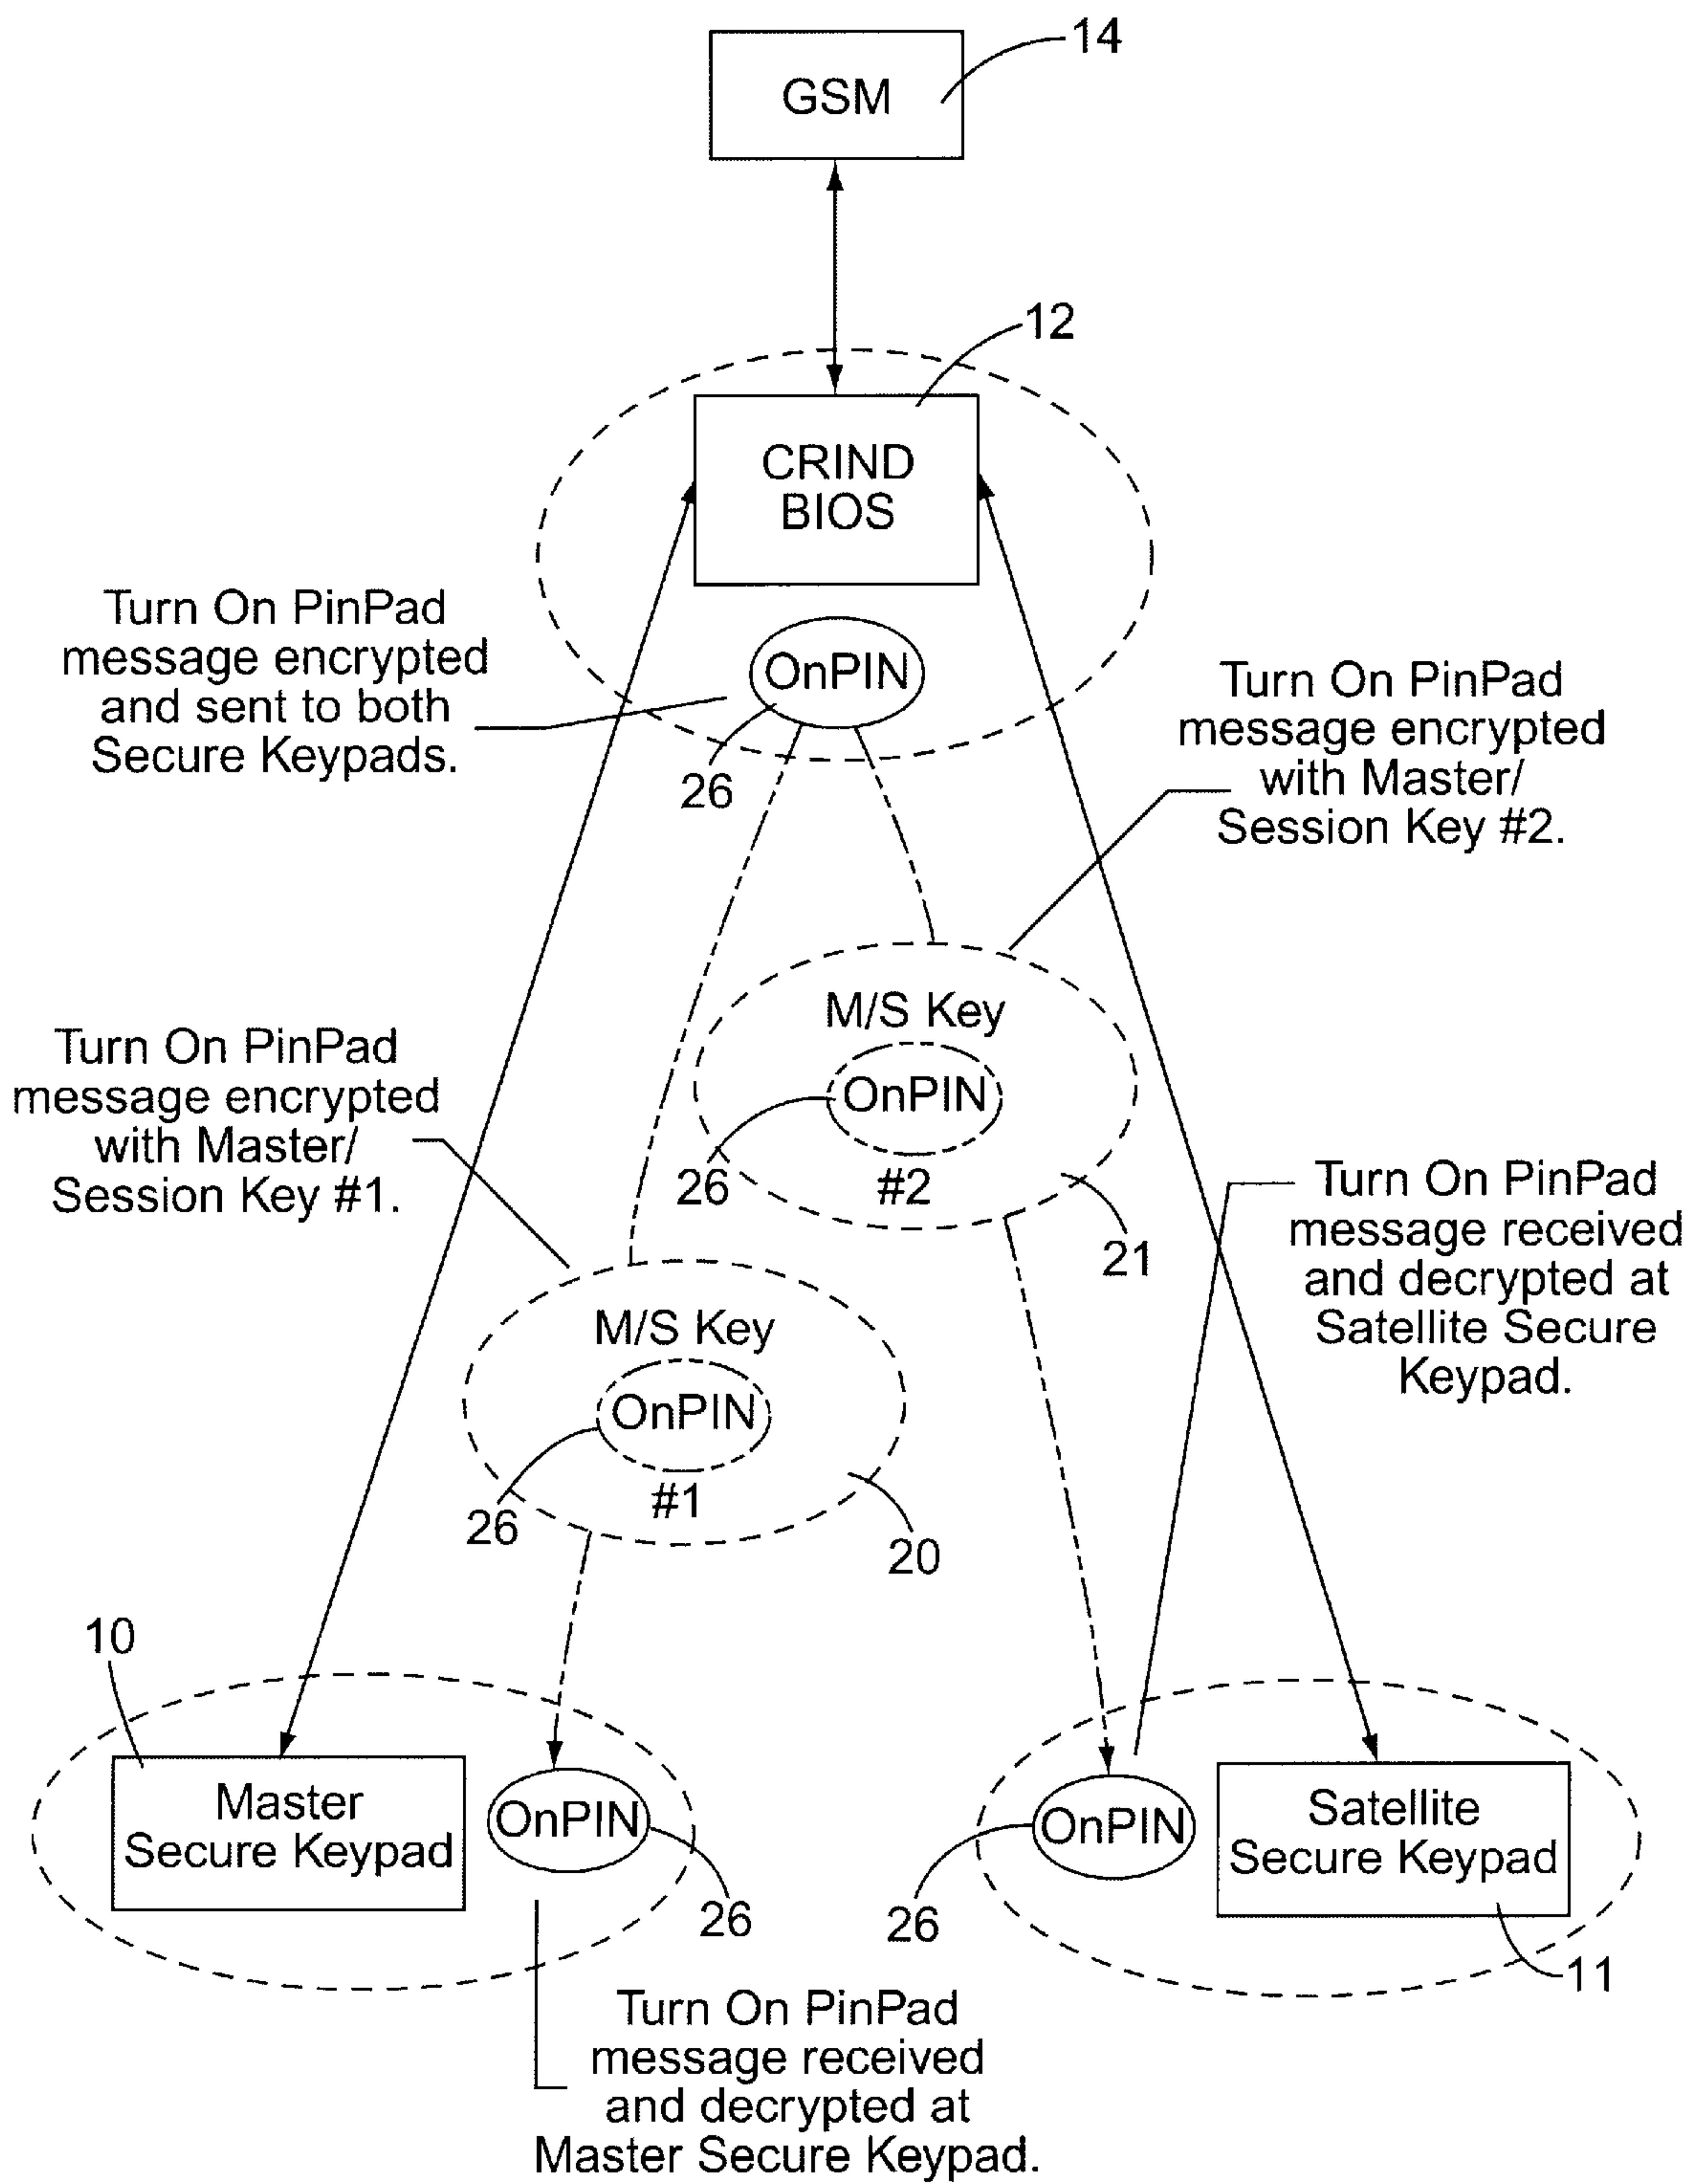 14
GSM
12
CRIND
BIOS
Turn On PinPad
message encrypted
and sent to both
Secure Keypads.
OnPIN
26
Turn On PinPad
message encrypted
with Master/
Session Key #2.
M/S Key
OnPIN
26
#2
21
Turn On PinPad
message encrypted
with Master/
Session Key #1.
Turn On PinPad
message received
and decrypted at
Satellite Secure
Keypad.
M/S Key
OnPIN
26
#1
20
10
Master
Secure Keypad
OnPIN
26
OnPIN
26
Satellite
Secure Keypad
11
Turn On PinPad
message received
and decrypted at
Master Secure Keypad.